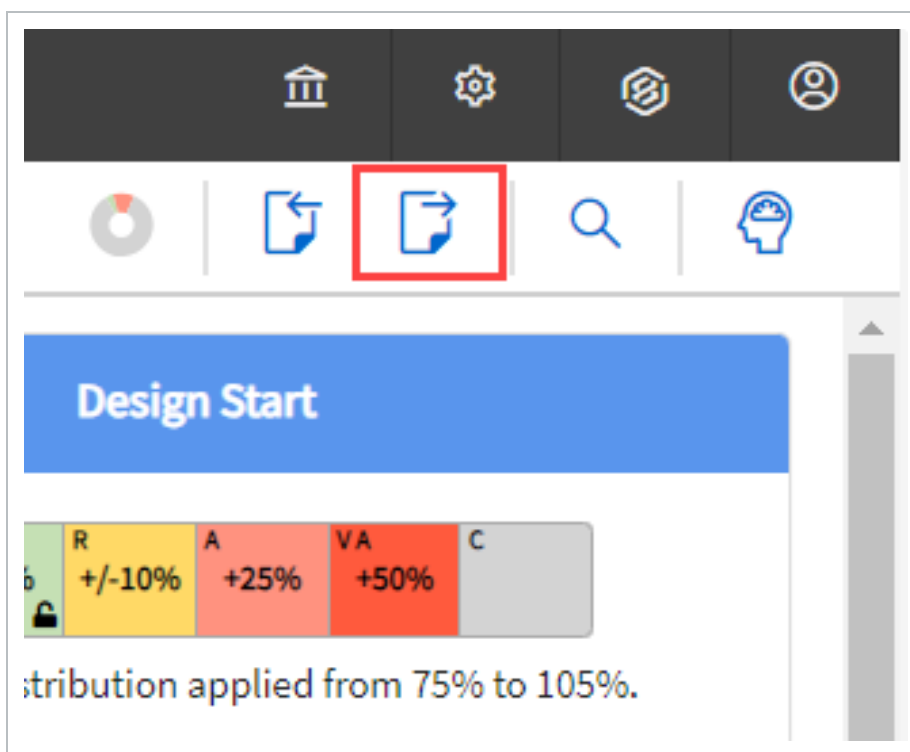 Design Start
R A VA C
% +/-10% +25% +50%
stribution applied from 75% to 105%.